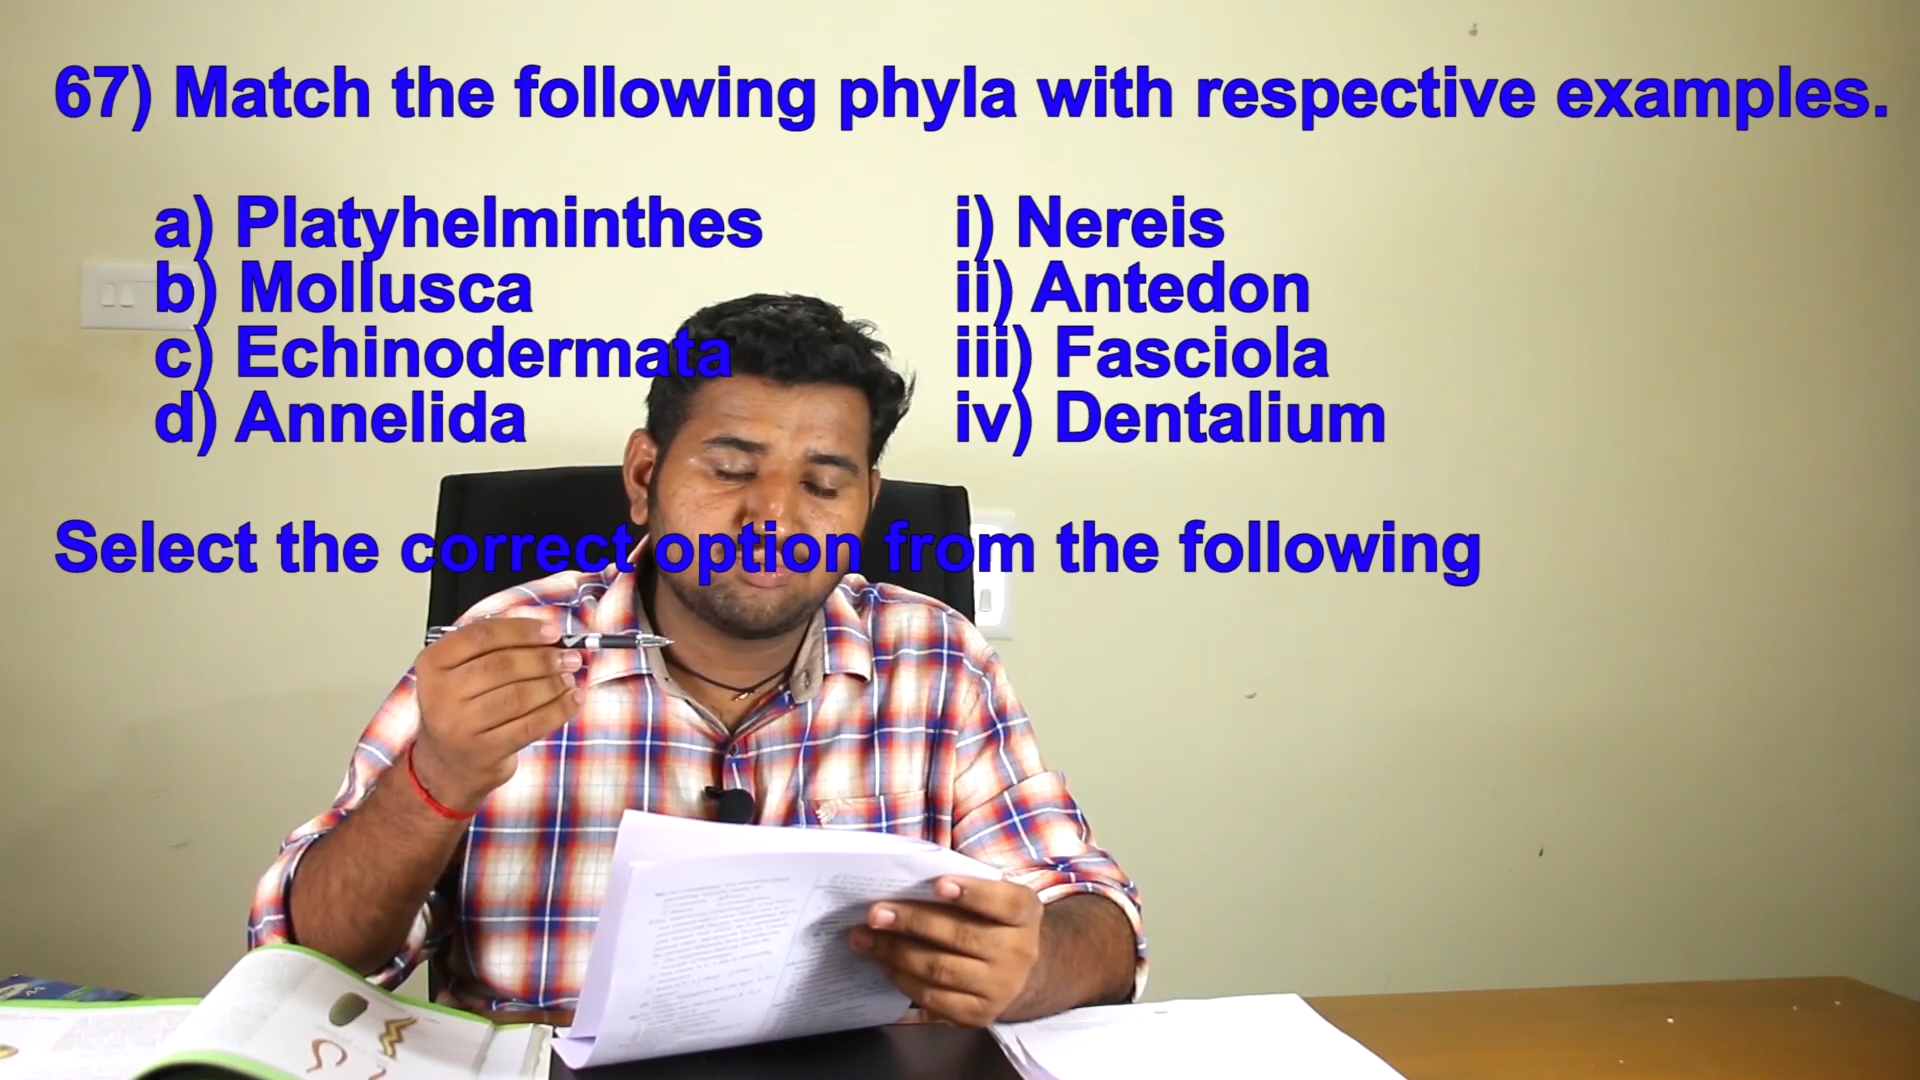 67) Match the following phyla with respective examples.
a) Platyhelminthes i) Nereis
b) Mollusca ii) Antedon
c) Echinodermata iii) Fasciola
d) Annelida iv) Dentalium
Select the correct option from the following